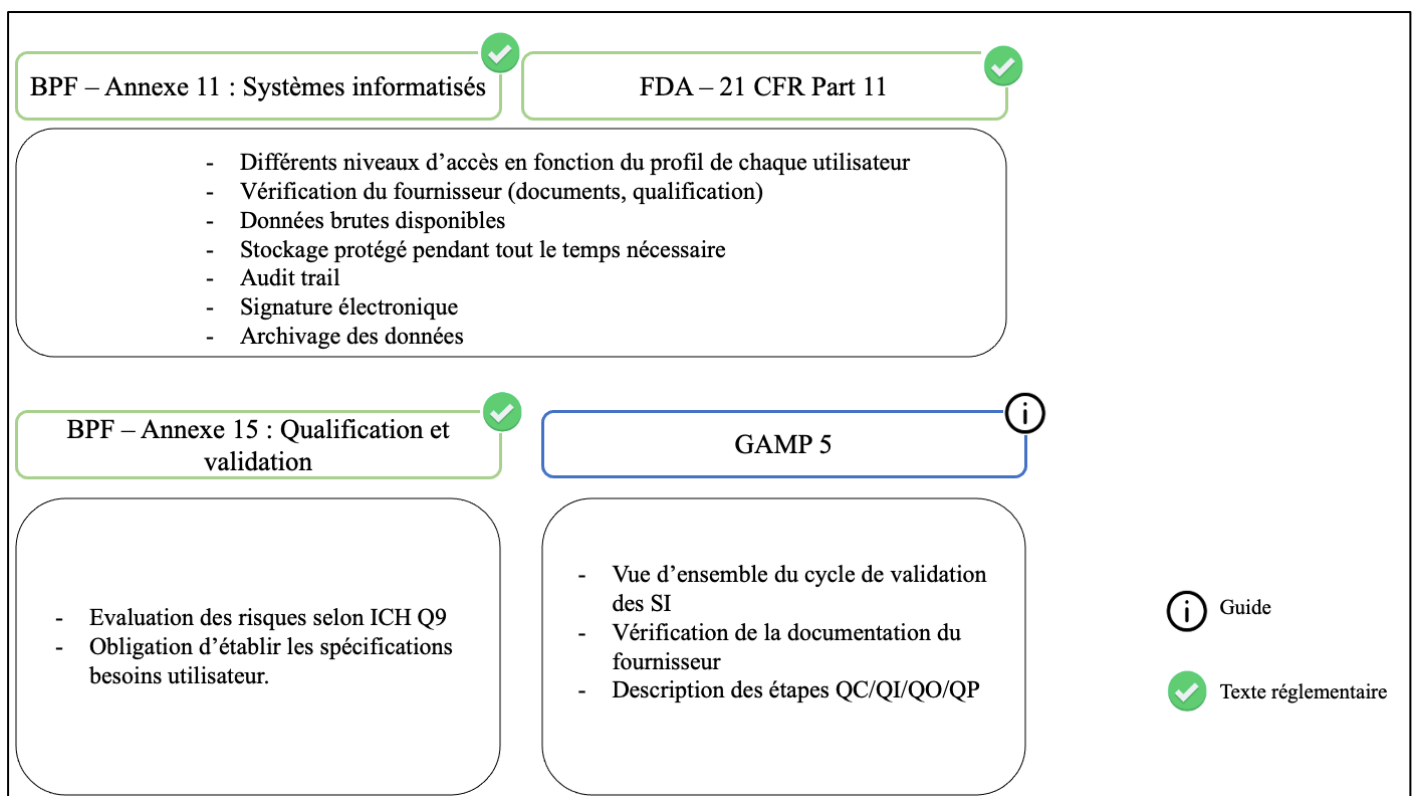 BPF – Annexe 11 : Systèmes informatisés
FDA – 21 CFR Part 11
- Différents niveaux d’accès en fonction du profil de chaque utilisateur
- Vérification du fournisseur (documents, qualification)
- Données brutes disponibles
- Stockage protégé pendant tout le temps nécessaire
- Audit trail
- Signature électronique
- Archivage des données
BPF – Annexe 15 : Qualification et
validation
GAMP 5
- Evaluation des risques selon ICH Q9
- Obligation d’établir les spécifications
besoins utilisateur.
- Vue d’ensemble du cycle de validation
des SI
- Vérification de la documentation du
fournisseur
- Description des étapes QC/QI/QO/QP
i Guide
Texte réglementaire